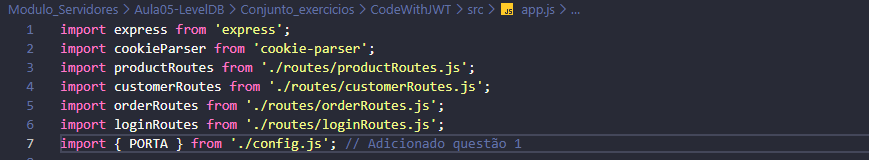 Modulo_Servidores > Aula05-LevelDB > Conjunto_exercicios > CodeWithJWT > src > JS app.js > ...
1 import express from 'express';
2 import cookieParser from 'cookie-parser';
3 import productRoutes from './routes/productRoutes.js';
4 import customerRoutes from './routes/customerRoutes.js';
5 import orderRoutes from './routes/orderRoutes.js';
6 import loginRoutes from './routes/loginRoutes.js';
7 import { PORTA } from './config.js'; // Adicionado questão 1